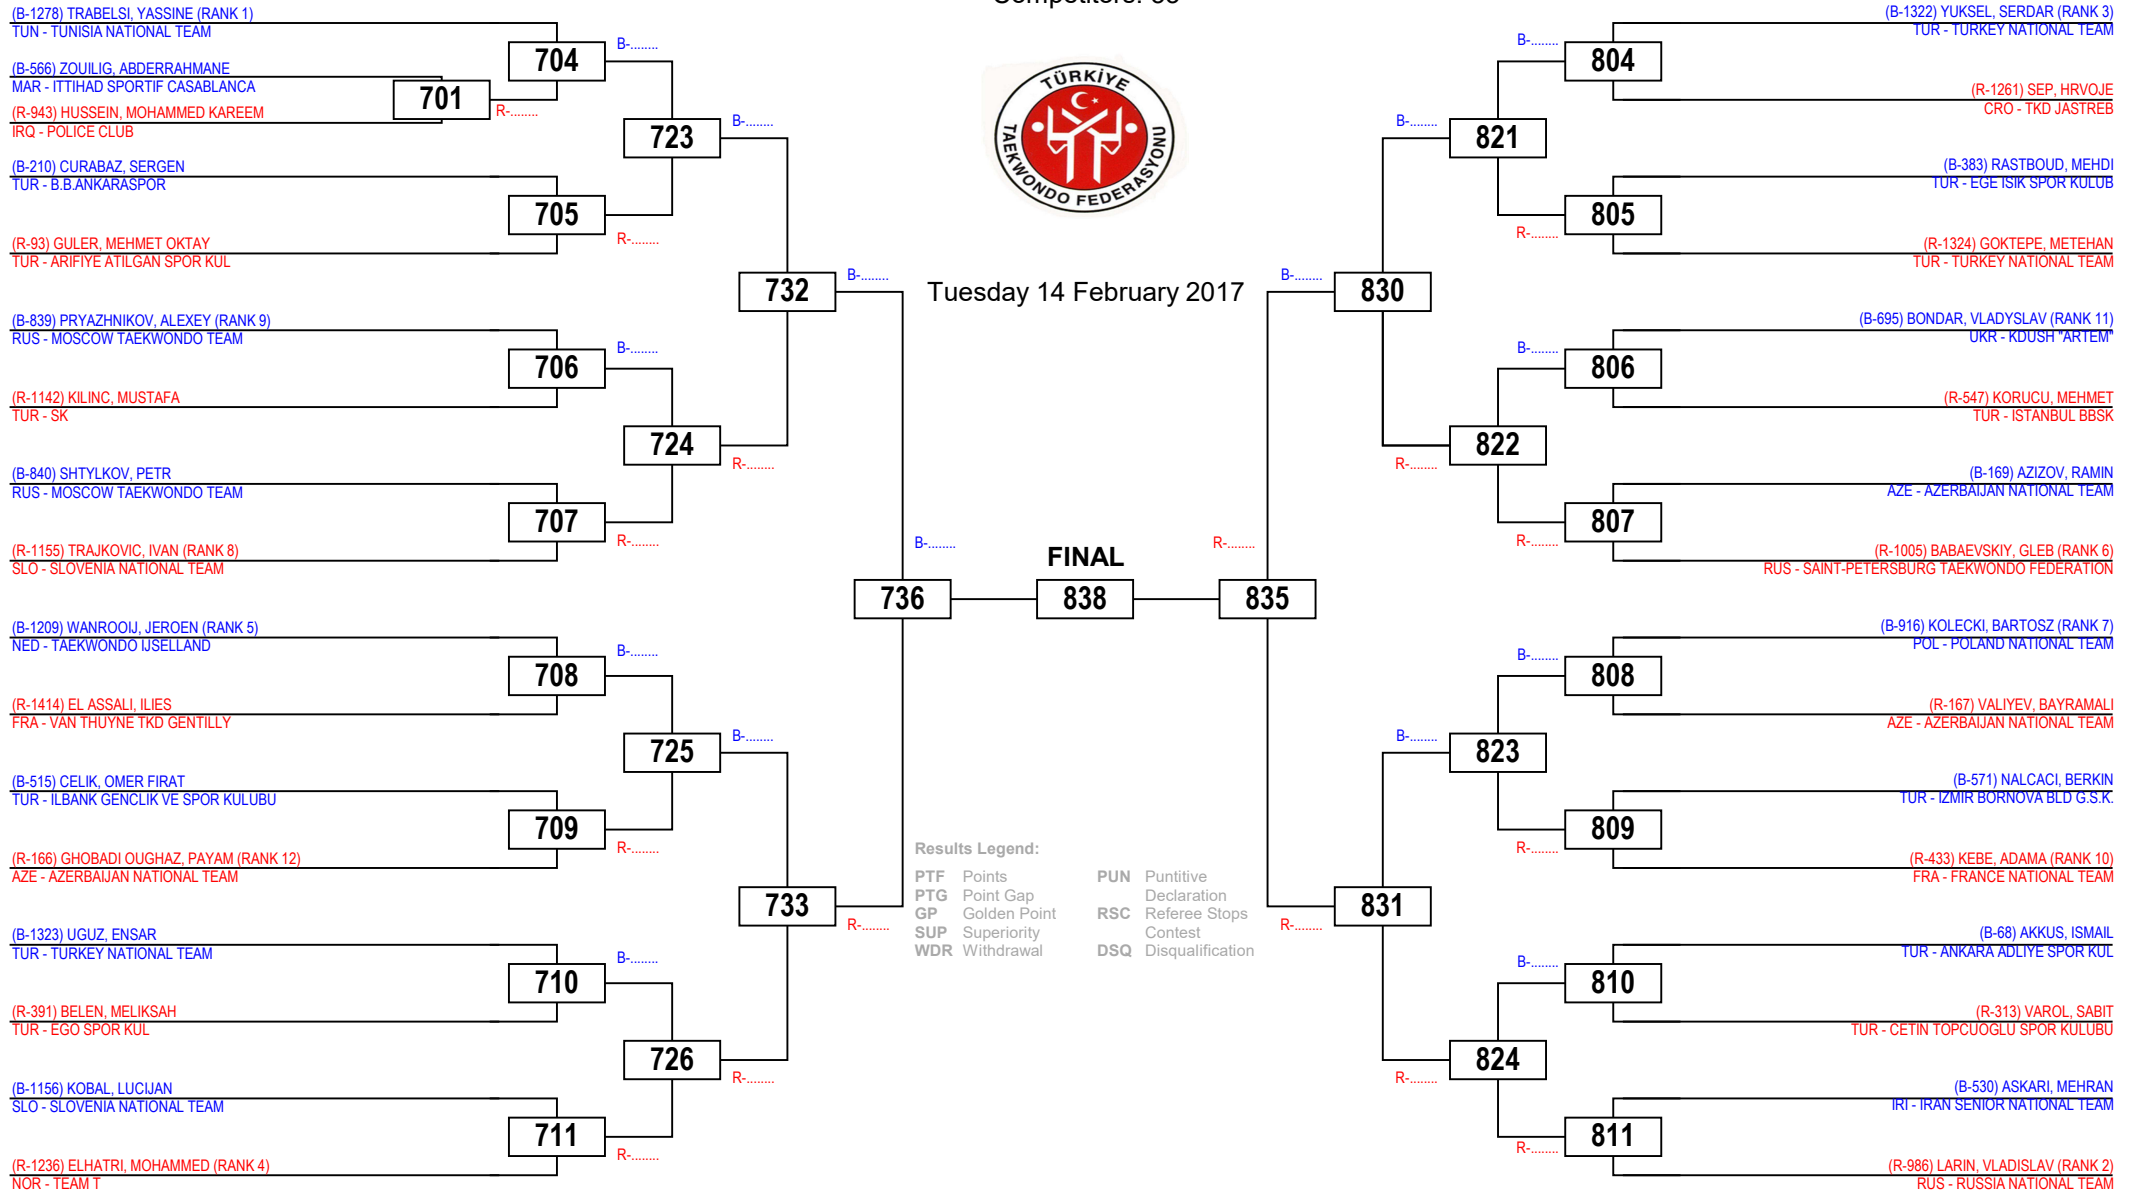 Competitors: 33
(B-1278) TRABELSI, YASSINE (RANK 1)
TUN - TUNISIA NATIONAL TEAM
704
B-........
(B-566) ZOUILIG, ABDERRAHMANE
MAR - ITTIHAD SPORTIF CASABLANCA
701
R-........
(R-943) HUSSEIN, MOHAMMED KAREEM
IRQ - POLICE CLUB
723
B-........
(B-210) CURABAZ, SERGEN
TUR - B.B.ANKARASPOR
705
R-........
(R-93) GULER, MEHMET OKTAY
TUR - ARIFIYE ATILGAN SPOR KUL
732
B-........
(B-839) PRYAZHNIKOV, ALEXEY (RANK 9)
RUS - MOSCOW TAEKWONDO TEAM
706
B-........
(R-1142) KILINC, MUSTAFA
TUR - SK
724
R-........
(B-840) SHTYLKOV, PETR
RUS - MOSCOW TAEKWONDO TEAM
707
R-........
(R-1155) TRAJKOVIC, IVAN (RANK 8)
SLO - SLOVENIA NATIONAL TEAM
736
B-........
(B-1209) WANROOIJ, JEROEN (RANK 5)
NED - TAEKWONDO IJSELLAND
708
B-........
(R-1414) EL ASSALI, ILIES
FRA - VAN THUYNE TKD GENTILLY
725
B-........
(B-515) CELIK, OMER FIRAT
TUR - ILBANK GENCLIK VE SPOR KULUBU
709
R-........
(R-166) GHOBADI OUGHAZ, PAYAM (RANK 12)
AZE - AZERBAIJAN NATIONAL TEAM
733
R-........
(B-1323) UGUZ, ENSAR
TUR - TURKEY NATIONAL TEAM
710
B-........
(R-391) BELEN, MELIKSAH
TUR - EGO SPOR KUL
726
R-........
(B-1156) KOBAL, LUCIJAN
SLO - SLOVENIA NATIONAL TEAM
711
R-........
(R-1236) ELHATRI, MOHAMMED (RANK 4)
NOR - TEAM T
TÜRKİYE
TAEKWONDO FEDERASYONU
Tuesday 14 February 2017
FINAL
838
Results Legend:
PTF Points
PTG Point Gap
GP Golden Point
SUP Superiority
WDR Withdrawal
PUN Puntitive
Declaration
RSC Referee Stops
Contest
DSQ Disqualification
(B-1322) YUKSEL, SERDAR (RANK 3)
TUR - TURKEY NATIONAL TEAM
B-........
804
(R-1261) SEP, HRVOJE
CRO - TKD JASTREB
B-........
821
(B-383) RASTBOUD, MEHDI
TUR - EGE ISIK SPOR KULUB
R-........
805
(R-1324) GOKTEPE, METEHAN
TUR - TURKEY NATIONAL TEAM
B-........
830
(B-695) BONDAR, VLADYSLAV (RANK 11)
UKR - KDUSH "ARTEM"
B-........
806
(R-547) KORUCU, MEHMET
TUR - ISTANBUL BBSK
R-........
822
(B-169) AZIZOV, RAMIN
AZE - AZERBAIJAN NATIONAL TEAM
R-........
807
(R-1005) BABAEVSKIY, GLEB (RANK 6)
RUS - SAINT-PETERSBURG TAEKWONDO FEDERATION
R-........
835
(B-916) KOLECKI, BARTOSZ (RANK 7)
POL - POLAND NATIONAL TEAM
B-........
808
(R-167) VALIYEV, BAYRAMALI
AZE - AZERBAIJAN NATIONAL TEAM
B-........
823
(B-571) NALCACI, BERKIN
TUR - IZMIR BORNOVA BLD G.S.K.
R-........
809
(R-433) KEBE, ADAMA (RANK 10)
FRA - FRANCE NATIONAL TEAM
R-........
831
(B-68) AKKUS, ISMAIL
TUR - ANKARA ADLIYE SPOR KUL
B-........
810
(R-313) VAROL, SABIT
TUR - CETIN TOPCUOGLU SPOR KULUBU
R-........
824
(B-530) ASKARI, MEHRAN
IRI - IRAN SENIOR NATIONAL TEAM
R-........
811
(R-986) LARIN, VLADISLAV (RANK 2)
RUS - RUSSIA NATIONAL TEAM